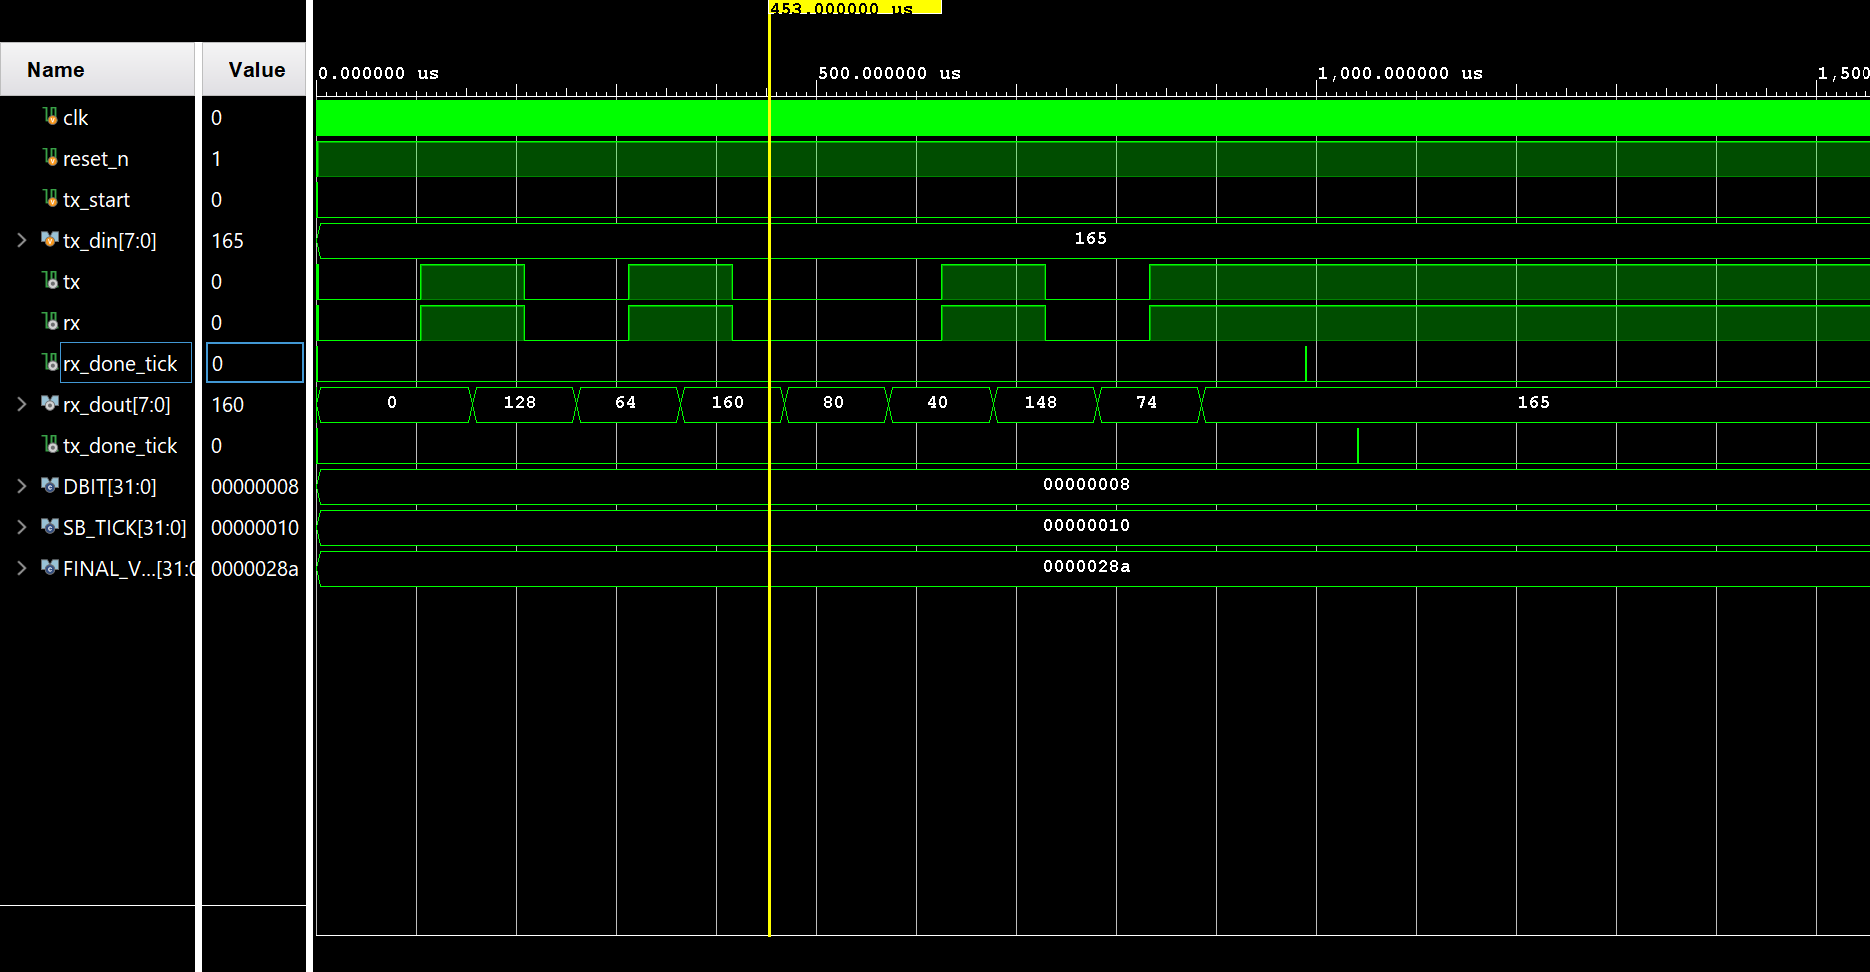 453.000000 us
Name Value
0.000000 us 500.000000 us 1,000.000000 us 1,500
clk 0
reset_n 1
tx_start 0
tx_din[7:0] 165 165
tx 0
rx 0
rx_done_tick 0
rx_dout[7:0] 160 0 128 64 160 80 40 148 74 165
tx_done_tick 0
DBIT[31:0] 00000008 00000008
SB_TICK[31:0] 00000010 00000010
FINAL_V...[31:0 0000028a 0000028a